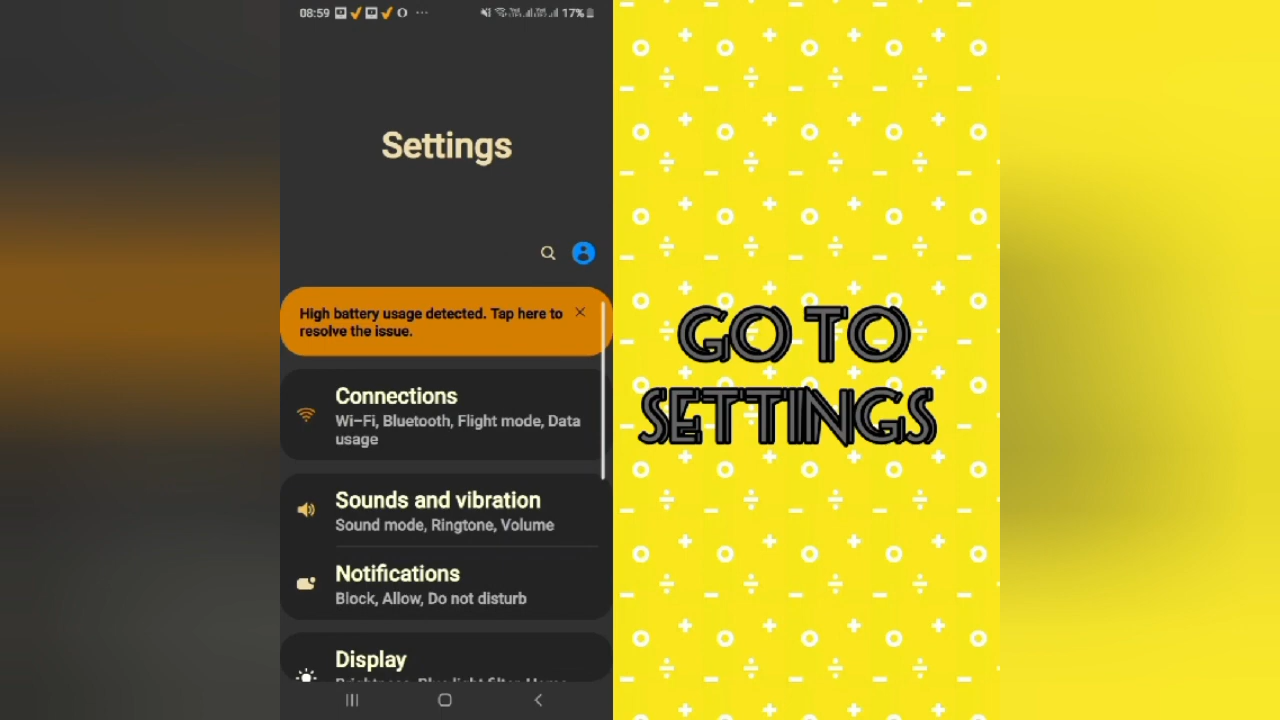 08:59
17%
Settings
High battery usage detected. Tap here to
resolve the issue.
Connections
Wi-Fi, Bluetooth, Flight mode, Data
usage
Sounds and vibration
Sound mode, Ringtone, Volume
Notifications
Block, Allow, Do not disturb
Display
GO TO
SETTINGS